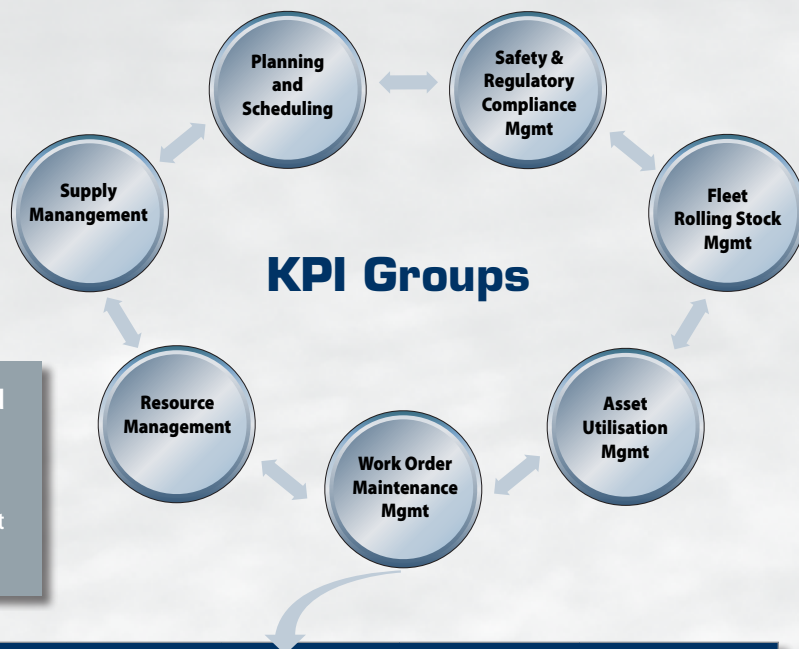 Planning
and
Scheduling
Safety &
Regulatory
Compliance
Mgmt
Supply
Manangement
Fleet
Rolling Stock
Mgmt
KPI Groups
Resource
Management
Asset
Utilisation
Mgmt
Work Order
Maintenance
Mgmt